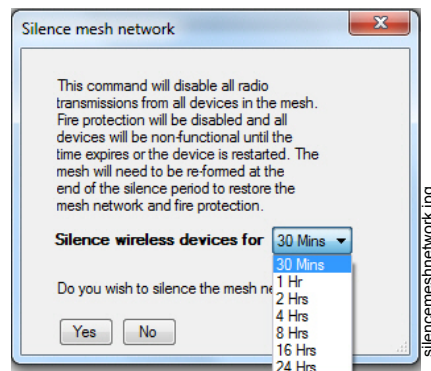 Silence mesh network
This command will disable all radio
transmissions from all devices in the mesh.
Fire protection will be disabled and all
devices will be non-functional until the
time expires or the device is restarted. The
mesh will need to be re-formed at the
end of the silence period to restore the
mesh network and fire protection.
Silence wireless devices for 30 Mins
30 Mins
1 Hr
2 Hrs
4 Hrs
8 Hrs
16 Hrs
24 Hrs
Do you wish to silence the mesh ne
Yes No
silencemeshnetwork.jpg